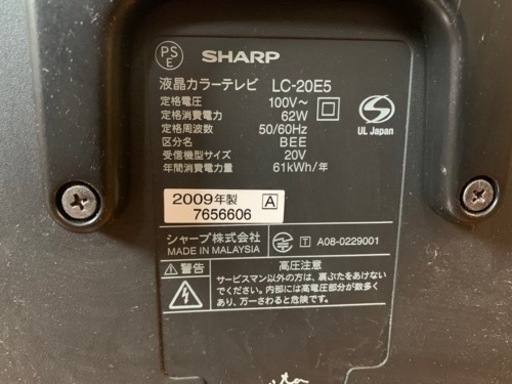 PS
E
SHARP
液晶カラーテレビ LC-20E5
定格電圧 100V～
定格消費電力 62W
定格周波数 50/60Hz
区分名 BEE
受信機型サイズ 20V
年間消費電力量 61kWh/年
S
UL Japan
2009年製 A
7656606
シャープ株式会社
MADE IN MALAYSIA
T A08-0229001
警告 高圧注意
サービスマン以外の方は、裏ぶたをあけない
でください。内部には高電圧部分が数多く
あり、万一さわると危険です。